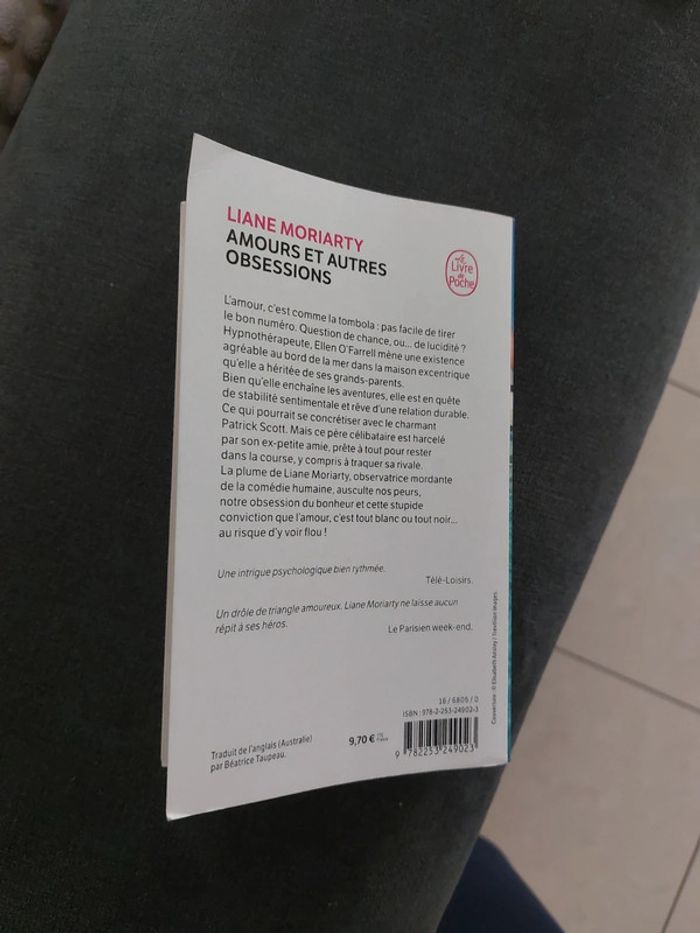 LIANE MORIARTY
AMOURS ET AUTRES
OBSESSIONS
Le
Livre
de
Poche
L'amour, c'est comme la tombola : pas facile de tirer
le bon numéro. Question de chance, ou... de lucidité ?
Hypnothérapeute, Ellen O'Farrell mène une existence
agréable au bord de la mer dans la maison excentrique
qu'elle a héritée de ses grands-parents.
Bien qu'elle enchaîne les aventures, elle est en quête
de stabilité sentimentale et rêve d'une relation durable.
Ce qui pourrait se concrétiser avec le charmant
Patrick Scott. Mais ce père célibataire est harcelé
par son ex-petite amie, prête à tout pour rester
dans la course, y compris à traquer sa rivale.
La plume de Liane Moriarty, observatrice mordante
de la comédie humaine, ausculte nos peurs,
notre obsession du bonheur et cette stupide
conviction que l'amour, c'est tout blanc ou tout noir...
au risque d'y voir flou !
Une intrigue psychologique bien rythmée.
Télé-Loisirs.
Un drôle de triangle amoureux. Liane Moriarty ne laisse aucun
répit à ses héros.
Le Parisien week-end.
Couverture : © Elisabeth Ansley / Trevillion Images.
Traduit de l'anglais (Australie)
par Béatrice Taupeau.
9,70 €
16 / 6805 / 0
ISBN : 978-2-253-24902-3
9 782253 249023